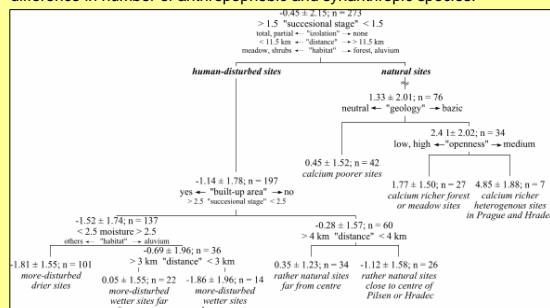 difference in number of anthropophobic and synanthropic species.
-0.45 ± 2.15; n = 273
> 1.5 "succesional stage" < 1.5
total, partial ◄ "izolation" ► none
< 11.5 km ◄ "distance" ► > 11.5 km
meadow, shrubs ◄ "habitat" ► forest, aluvium
human-disturbed sites natural sites
1.33 ± 2.01; n = 76
neutral ◄ "geology" ► bazic
2.4 1± 2.02; n = 34
low, high ◄ "openness" ► medium
0.45 ± 1.52; n = 42
calcium poorer sites
1.77 ± 1.50; n = 27 4.85 ± 1.88; n = 7
calcium richer forest calcium richer
or meadow sites heterogenous sites
in Prague and Hradec
-1.14 ± 1.78; n = 197
yes ◄ "built-up area" ► no
> 2.5 "succesional stage" < 2.5
-1.52 ± 1.74; n = 137 -0.28 ± 1.57; n = 60
< 2.5 moisture > 2.5 > 4 km "distance" < 4 km
others ◄ "habitat" ► aluvium
-0.69 ± 1.96; n = 36
> 3 km "distance" < 3 km
-1.81 ± 1.55; n = 101 0.35 ± 1.23; n = 34 -1.12 ± 1.58; n = 26
more-disturbed rather natural sites rather natural sites
drier sites far from centre close to centre of
Pilsen or Hradec
0.05 ± 1.55; n = 22 -1.86 ± 1.96; n = 14
more-disturbed more-disturbed
wetter sites far wetter sites